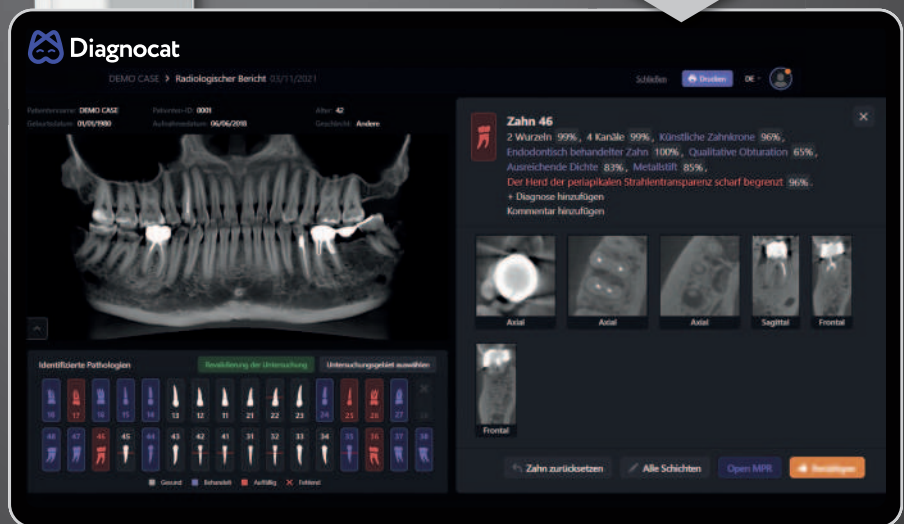 Diagnocat
DEMO CASE > Radiologischer Bericht 03/11/2021
Schließen Drucken DE
Patientenname: DEMO CASE Patienten-ID: 0001 Alter: 42
Geburtsdatum: 01/01/1980 Aufnahmedatum: 06/06/2018 Geschlecht: Andere
Zahn 46
2 Wurzeln 99%, 4 Kanäle 99%, Künstliche Zahnkrone 96%,
Endodontisch behandelter Zahn 100%, Qualitative Obturation 65%,
Ausreichende Dichte 83%, Metallstift 85%,
Der Herd der periapikalen Strahlentransparenz scharf begrenzt 96%.
+ Diagnose hinzufügen
Kommentar hinzufügen
Axial Axial Axial Sagittal Frontal
Frontal
Identifizierte Pathologien Revalidierung der Untersuchung Untersuchungsgebiet auswählen
18 17 16 15 14 13 12 11 21 22 23 24 25 26 27 28
48 47 46 45 44 43 42 41 31 32 33 34 35 36 37 38
Gesund Behandelt Auffällig Fehlend
Zahn zurücksetzen Alle Schichten Open MPR Bestätigen